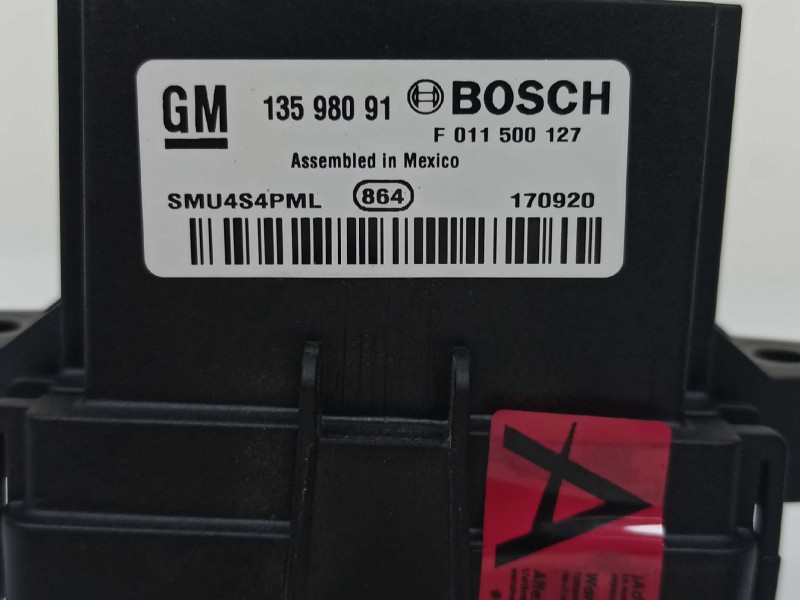 GM 135 980 91 BOSCH
F 011 500 127
Assembled in Mexico
SMU4S4PML 864 170920
A